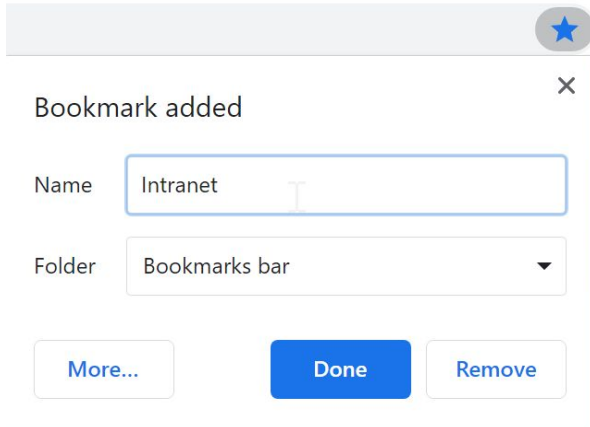 Bookmark added
Name Intranet
Folder Bookmarks bar
More... Done Remove